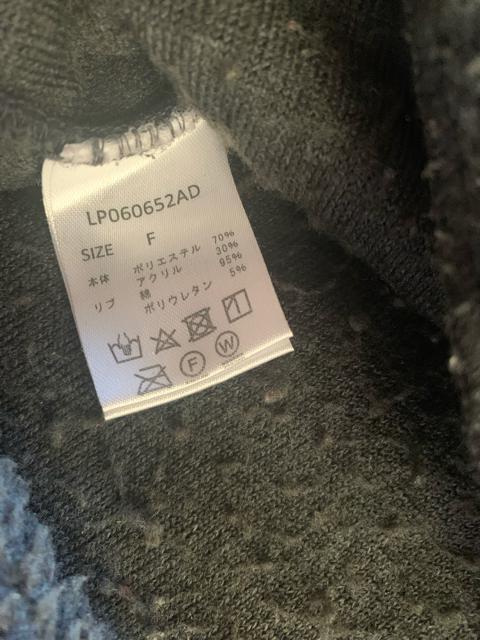 LP060652AD
SIZE F
本体 ポリエステル 70%
アクリル 30%
リブ 綿 95%
ポリウレタン 5%
F W